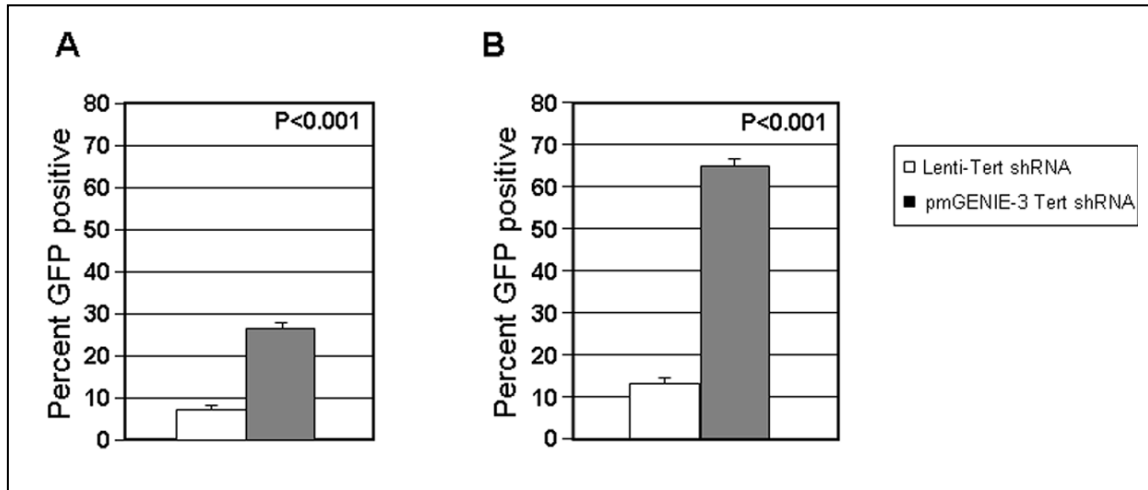 A
Percent GFP positive
80
70
60
50
40
30
20
10
0
P<0.001
B
Percent GFP positive
80
70
60
50
40
30
20
10
0
P<0.001
Lenti-Tert shRNA
pmGENIE-3 Tert shRNA